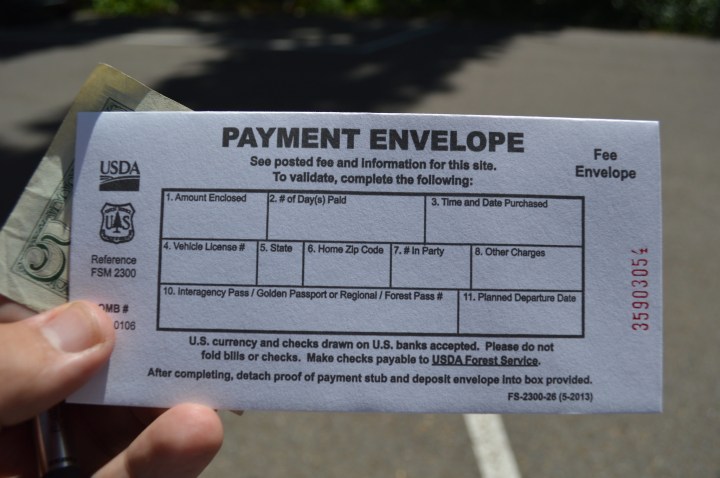 PAYMENT ENVELOPE
See posted fee and information for this site.
To validate, complete the following:
Fee
Envelope
USDA
U S
Reference
FSM 2300
OMB #
0106
1. Amount Enclosed
2. # of Day(s) Paid
3. Time and Date Purchased
4. Vehicle License #
5. State
6. Home Zip Code
7. # In Party
8. Other Charges
10. Interagency Pass / Golden Passport or Regional / Forest Pass #
11. Planned Departure Date
35903054
U.S. currency and checks drawn on U.S. banks accepted. Please do not
fold bills or checks. Make checks payable to USDA Forest Service.
After completing, detach proof of payment stub and deposit envelope into box provided.
FS-2300-26 (5-2013)
5